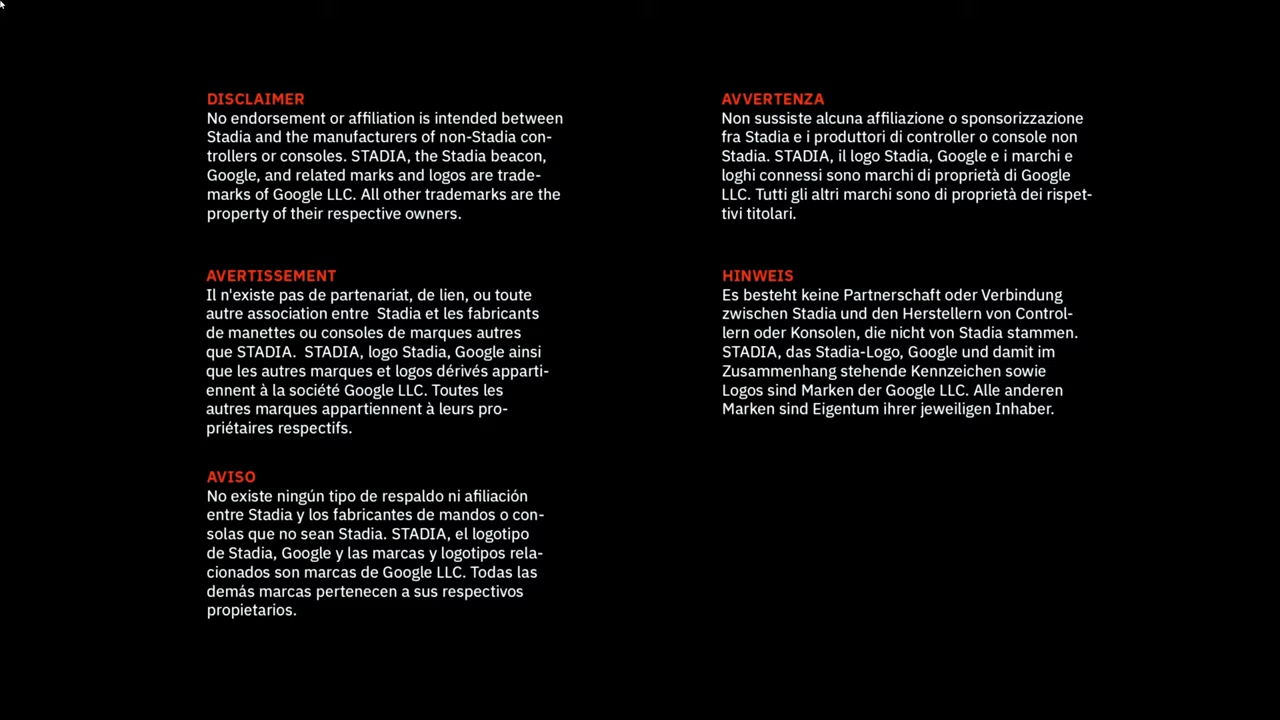 DISCLAIMER
No endorsement or affiliation is intended between
Stadia and the manufacturers of non-Stadia con-
trollers or consoles. STADIA, the Stadia beacon,
Google, and related marks and logos are trade-
marks of Google LLC. All other trademarks are the
property of their respective owners.
AVERTISSEMENT
Il n'existe pas de partenariat, de lien, ou toute
autre association entre  Stadia et les fabricants
de manettes ou consoles de marques autres
que STADIA.  STADIA, logo Stadia, Google ainsi
que les autres marques et logos dérivés apparti-
ennent à la société Google LLC. Toutes les
autres marques appartiennent à leurs pro-
priétaires respectifs.
AVISO
No existe ningún tipo de respaldo ni afiliación
entre Stadia y los fabricantes de mandos o con-
solas que no sean Stadia. STADIA, el logotipo
de Stadia, Google y las marcas y logotipos rela-
cionados son marcas de Google LLC. Todas las
demás marcas pertenecen a sus respectivos
propietarios.
AVVERTENZA
Non sussiste alcuna affiliazione o sponsorizzazione
fra Stadia e i produttori di controller o console non
Stadia. STADIA, il logo Stadia, Google e i marchi e
loghi connessi sono marchi di proprietà di Google
LLC. Tutti gli altri marchi sono di proprietà dei rispet-
tivi titolari.
HINWEIS
Es besteht keine Partnerschaft oder Verbindung
zwischen Stadia und den Herstellern von Control-
lern oder Konsolen, die nicht von Stadia stammen.
STADIA, das Stadia-Logo, Google und damit im
Zusammenhang stehende Kennzeichen sowie
Logos sind Marken der Google LLC. Alle anderen
Marken sind Eigentum ihrer jeweiligen Inhaber.